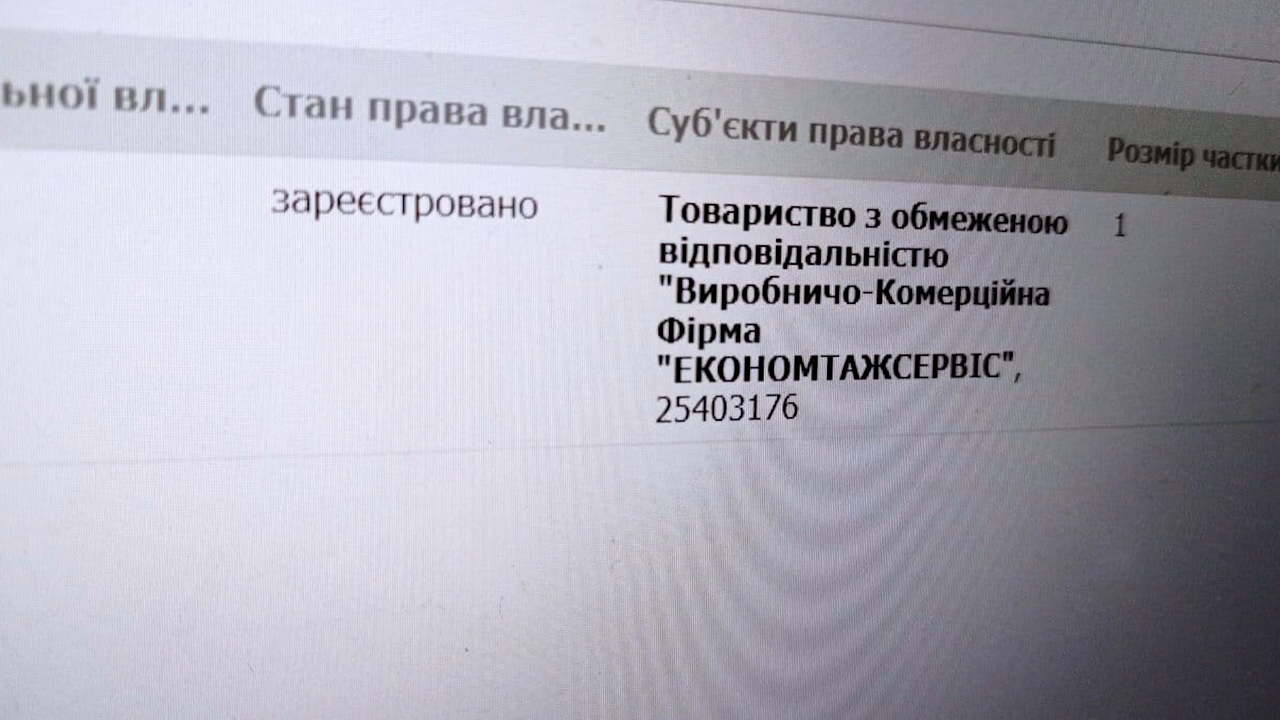 ьної вл... Стан права вла... Суб'єкти права власності Розмір частки
зареєстровано Товариство з обмеженою 1
відповідальністю
"Виробничо-Комерційна
Фірма
"ЕКОНОМТАЖСЕРВІС",
25403176